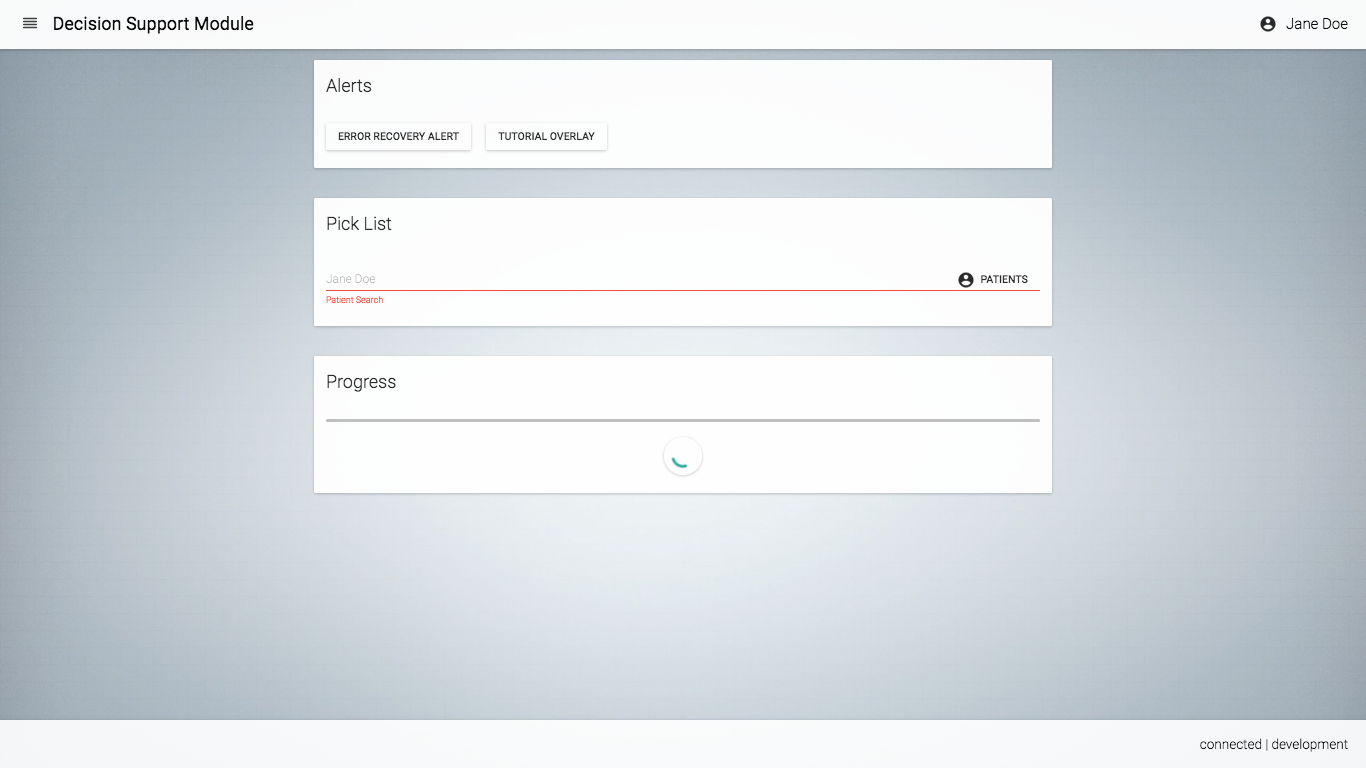 Decision Support Module
Jane Doe
Alerts
ERROR RECOVERY ALERT
TUTORIAL OVERLAY
Pick List
Jane Doe
PATIENTS
Patient Search
Progress
connected | development